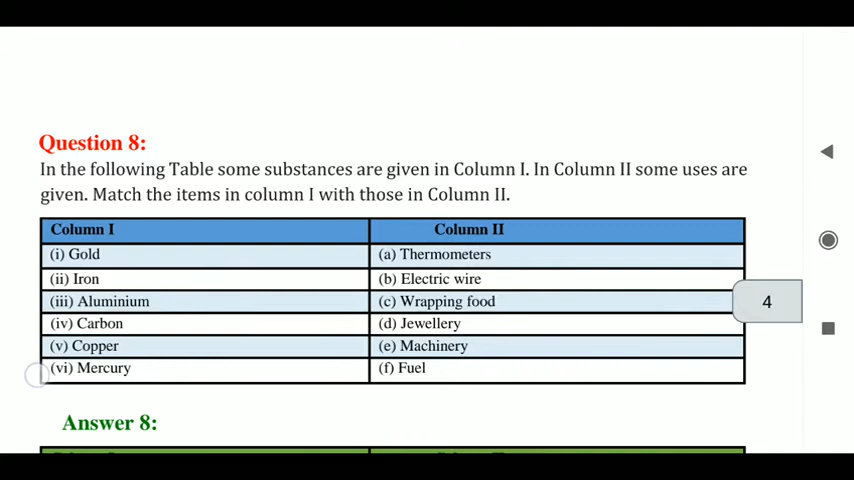 Question 8:
In the following Table some substances are given in Column I. In Column II some uses are
given. Match the items in column I with those in Column II.
Column I Column II
(i) Gold (a) Thermometers
(ii) Iron (b) Electric wire
(iii) Aluminium (c) Wrapping food
4
(iv) Carbon (d) Jewellery
(v) Copper (e) Machinery
(vi) Mercury (f) Fuel
Answer 8: